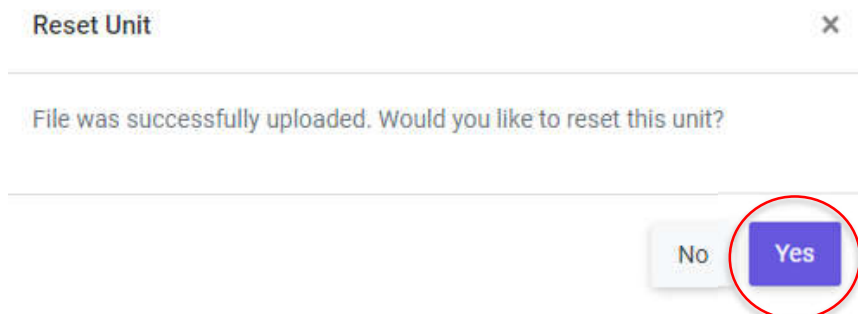 Reset Unit ×
File was successfully uploaded. Would you like to reset this unit?
No Yes